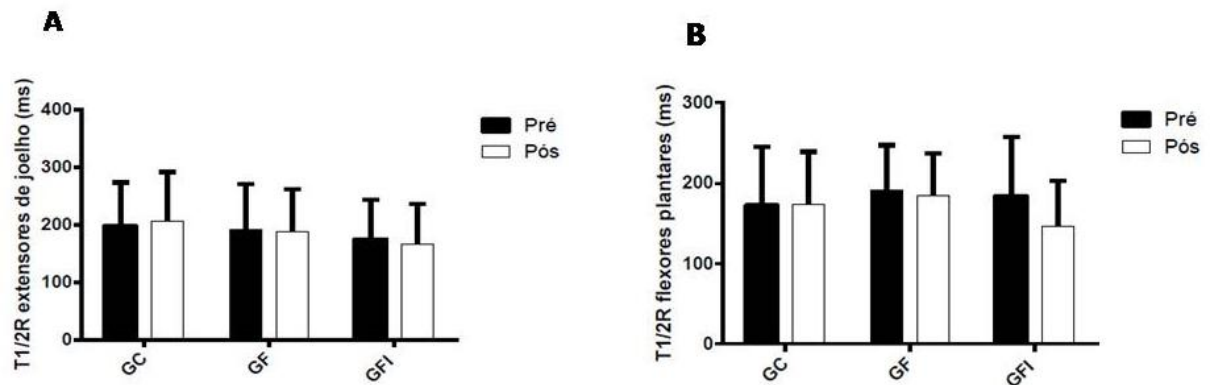 A
T1/2R extensores de joelho (ms)
400
300
200
100
0
GC
GF
GFI
Pré
Pós
B
T1/2R flexores plantares (ms)
300
200
100
0
GC
GF
GFI
Pré
Pós